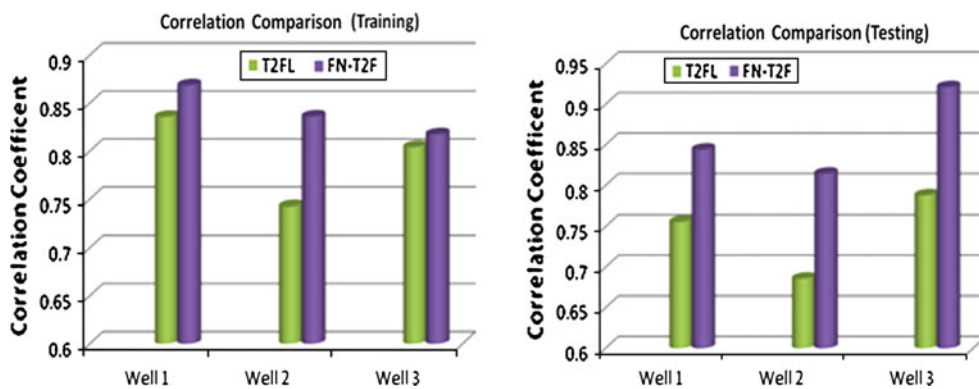 Correlation Comparison (Training)
T2FL
FN-T2F
Correlation Coefficent
0.9
0.85
0.8
0.75
0.7
0.65
0.6
Well 1
Well 2
Well 3
Correlation Comparison (Testing)
T2FL
FN-T2F
Correlation Coefficent
0.95
0.9
0.85
0.8
0.75
0.7
0.65
0.6
Well 1
Well 2
Well 3